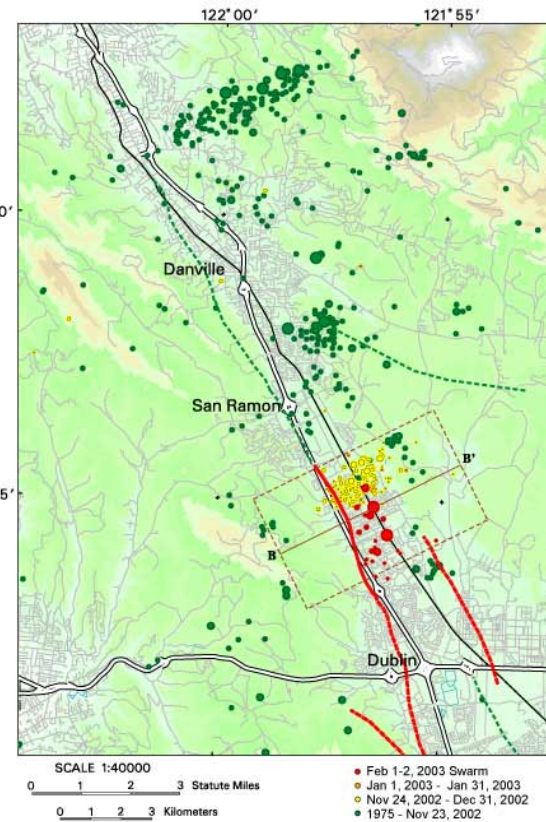 122°00' 121°55'
0'
Danville
San Ramon
B'
5'
B
Dublin
SCALE 1:40000
0 1 2 3 Statute Miles
0 1 2 3 Kilometers
Feb 1-2, 2003 Swarm
Jan 1, 2003 - Jan 31, 2003
Nov 24, 2002 - Dec 31, 2002
1975 - Nov 23, 2002